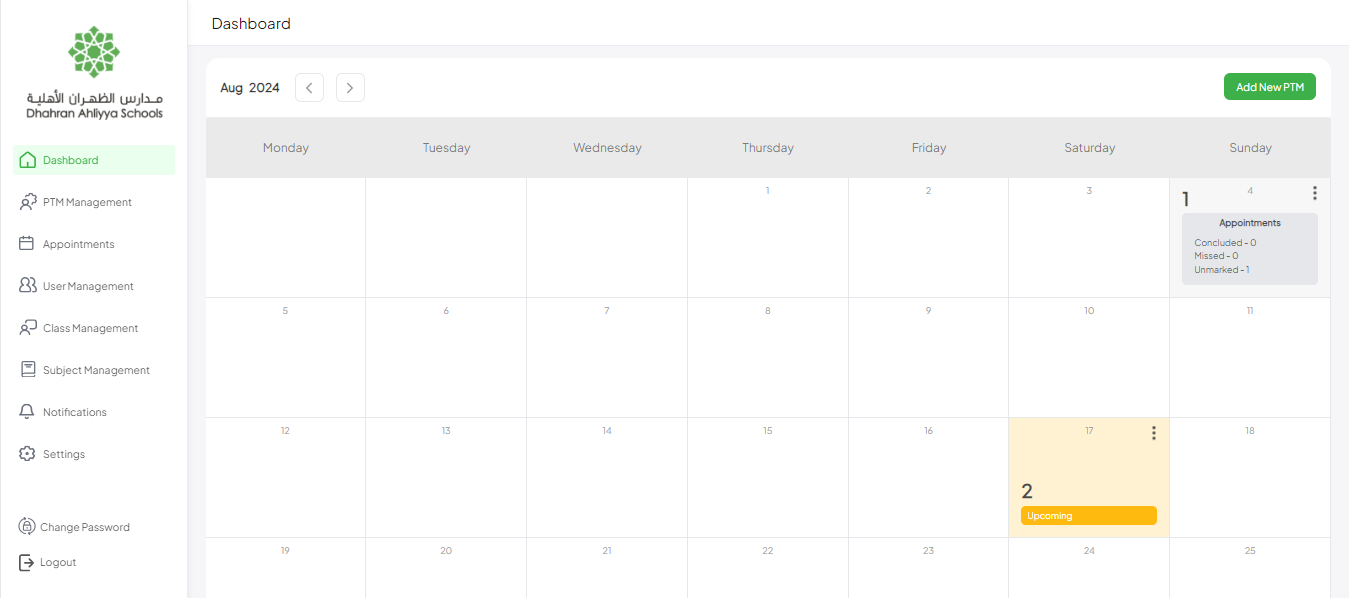 مدارس الظهران الأهلية
Dhahran Ahliyya Schools
Dashboard
PTM Management
Appointments
User Management
Class Management
Subject Management
Notifications
Settings
Change Password
Logout
Dashboard
Aug 2024
Add New PTM
Monday Tuesday Wednesday Thursday Friday Saturday Sunday
1 2 3 4
1
Appointments
Concluded - 0
Missed - 0
Unmarked - 1
5 6 7 8 9 10 11
12 13 14 15 16 17 18
2
Upcoming
19 20 21 22 23 24 25